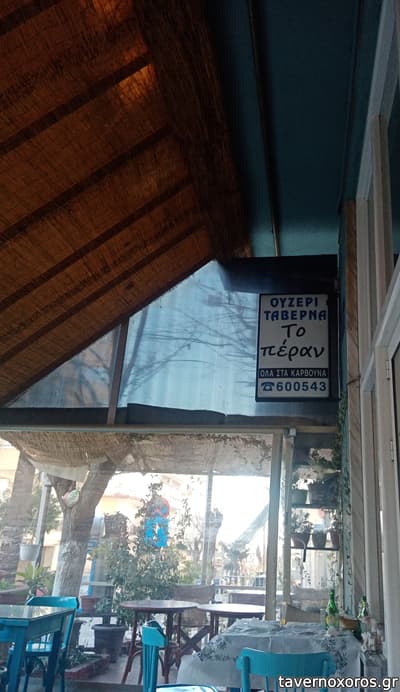 ΟΥΖΕΡΙ
ΤΑΒΕΡΝΑ
Το
πέραν
ΟΛΑ ΣΤΑ ΚΑΡΒΟΥΝΑ
☎600543
tavernoxoros.gr